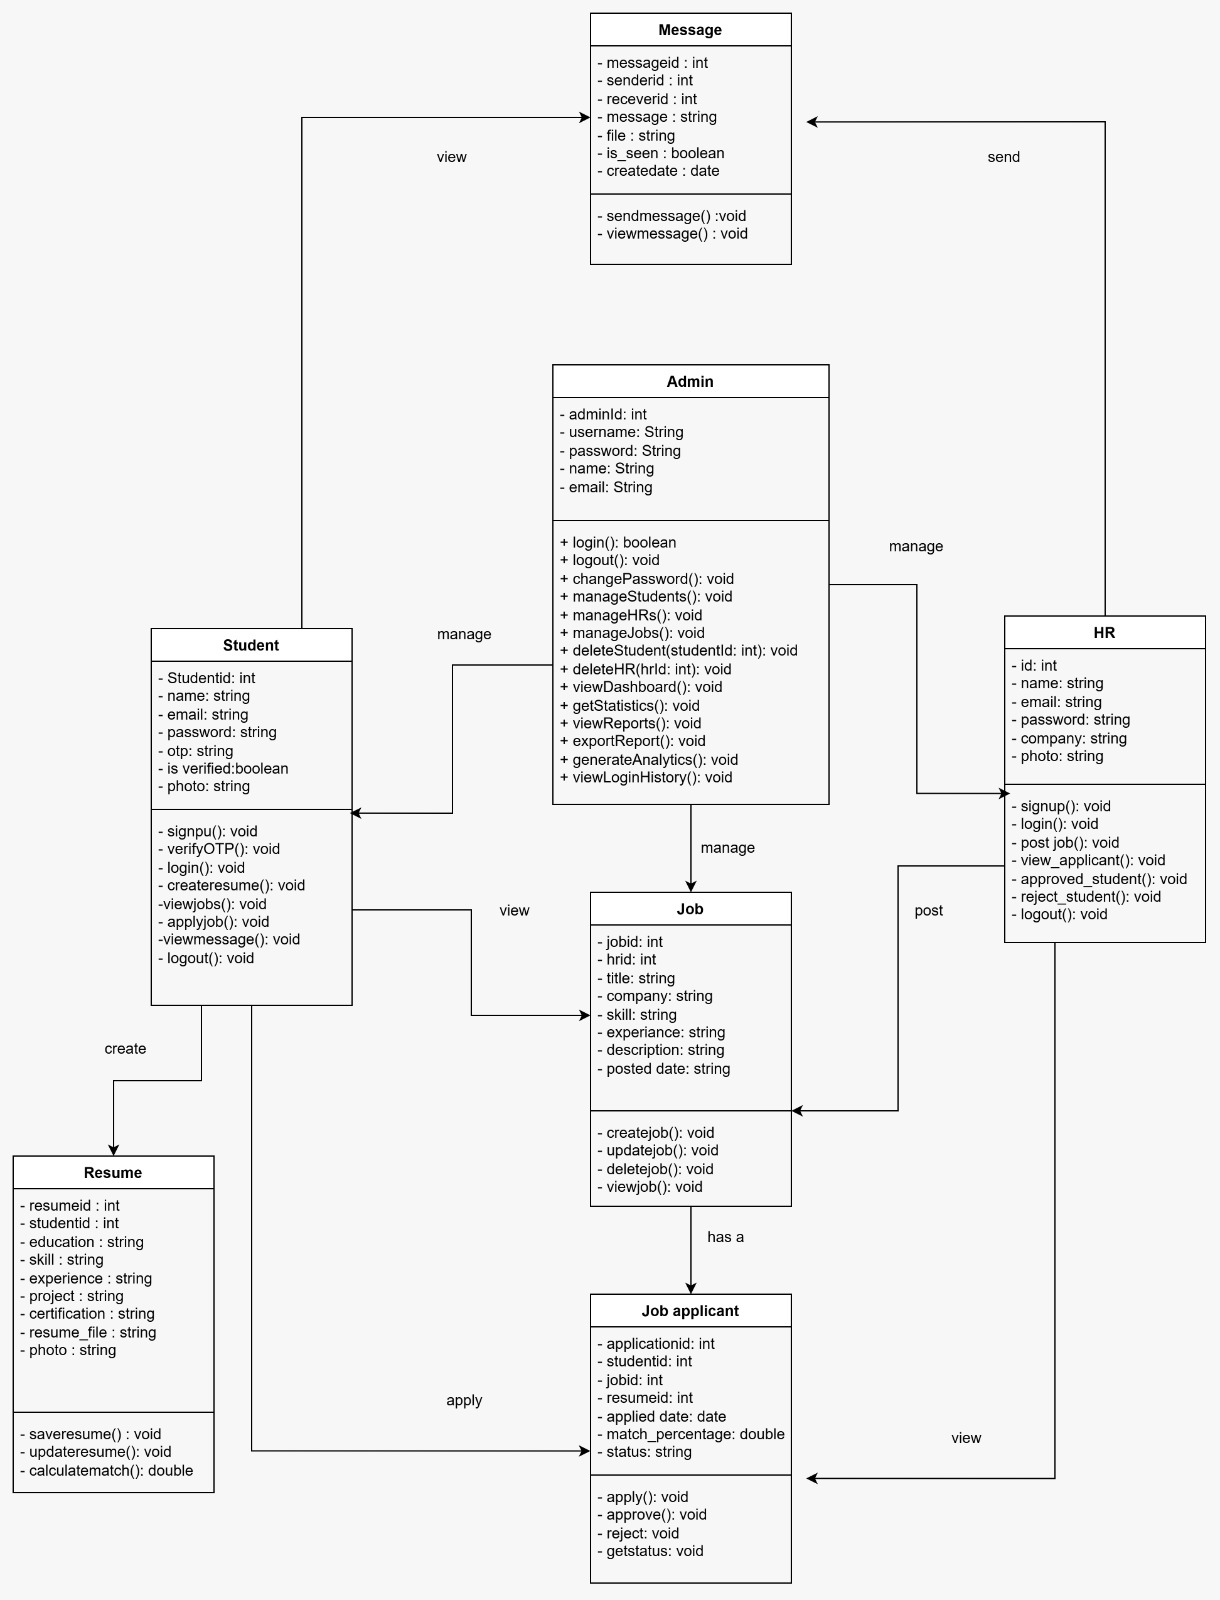 Message
- messageid : int
- senderid : int
- receverid : int
- message : string
- file : string
- is_seen : boolean
- createdate : date
- sendmessage() :void
- viewmessage() : void
view
send
Admin
- adminId: int
- username: String
- password: String
- name: String
- email: String
+ login(): boolean
+ logout(): void
+ changePassword(): void
+ manageStudents(): void
+ manageHRs(): void
+ manageJobs(): void
+ deleteStudent(studentId: int): void
+ deleteHR(hrId: int): void
+ viewDashboard(): void
+ getStatistics(): void
+ viewReports(): void
+ exportReport(): void
+ generateAnalytics(): void
+ viewLoginHistory(): void
manage
manage
manage
Student
- Studentid: int
- name: string
- email: string
- password: string
- otp: string
- is verified:boolean
- photo: string
- signpu(): void
- verifyOTP(): void
- login(): void
- createresume(): void
-viewjobs(): void
- applyjob(): void
-viewmessage(): void
- logout(): void
HR
- id: int
- name: string
- email: string
- password: string
- company: string
- photo: string
- signup(): void
- login(): void
- post job(): void
- view_applicant(): void
- approved_student(): void
- reject_student(): void
- logout(): void
view
post
Job
- jobid: int
- hrid: int
- title: string
- company: string
- skill: string
- experiance: string
- description: string
- posted date: string
- createjob(): void
- updatejob(): void
- deletejob(): void
- viewjob(): void
create
has a
Resume
- resumeid : int
- studentid : int
- education : string
- skill : string
- experience : string
- project : string
- certification : string
- resume_file : string
- photo : string
- saveresume() : void
- updateresume(): void
- calculatematch(): double
apply
view
Job applicant
- applicationid: int
- studentid: int
- jobid: int
- resumeid: int
- applied date: date
- match_percentage: double
- status: string
- apply(): void
- approve(): void
- reject: void
- getstatus: void